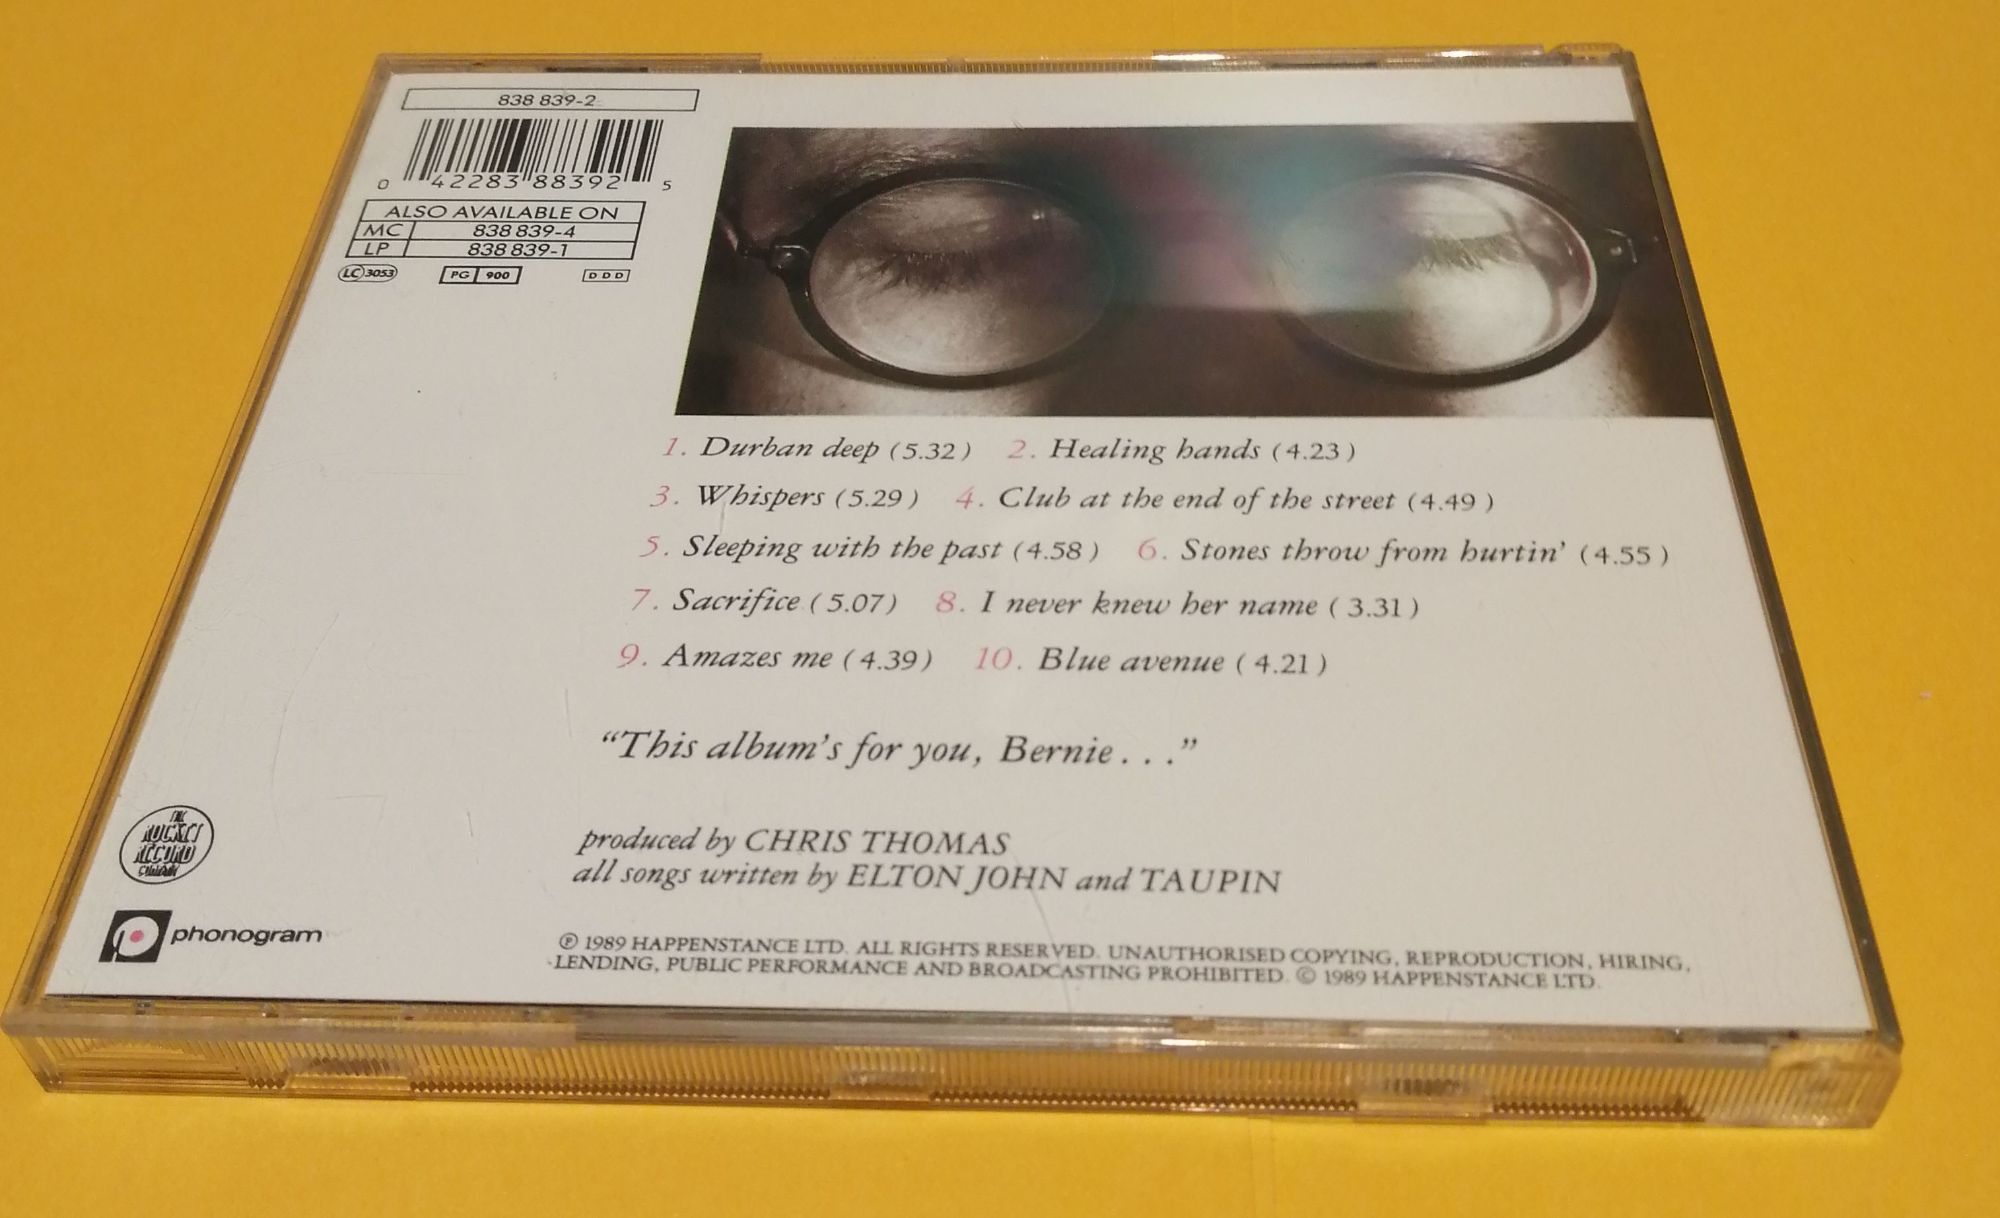 838 839-2
0 42283 88392 5
ALSO AVAILABLE ON
MC 838 839-4
LP 838 839-1
LC 3053 PG 900 DDD
1. Durban deep (5.32) 2. Healing hands (4.23)
3. Whispers (5.29) 4. Club at the end of the street (4.49)
5. Sleeping with the past (4.58) 6. Stones throw from hurtin' (4.55)
7. Sacrifice (5.07) 8. I never knew her name (3.31)
9. Amazes me (4.39) 10. Blue avenue (4.21)
“This album's for you, Bernie . . .”
produced by CHRIS THOMAS
all songs written by ELTON JOHN and TAUPIN
THE
ROCKET
RECORD
COMPANY
phonogram
℗ 1989 HAPPENSTANCE LTD. ALL RIGHTS RESERVED. UNAUTHORISED COPYING, REPRODUCTION, HIRING,
LENDING, PUBLIC PERFORMANCE AND BROADCASTING PROHIBITED. © 1989 HAPPENSTANCE LTD.